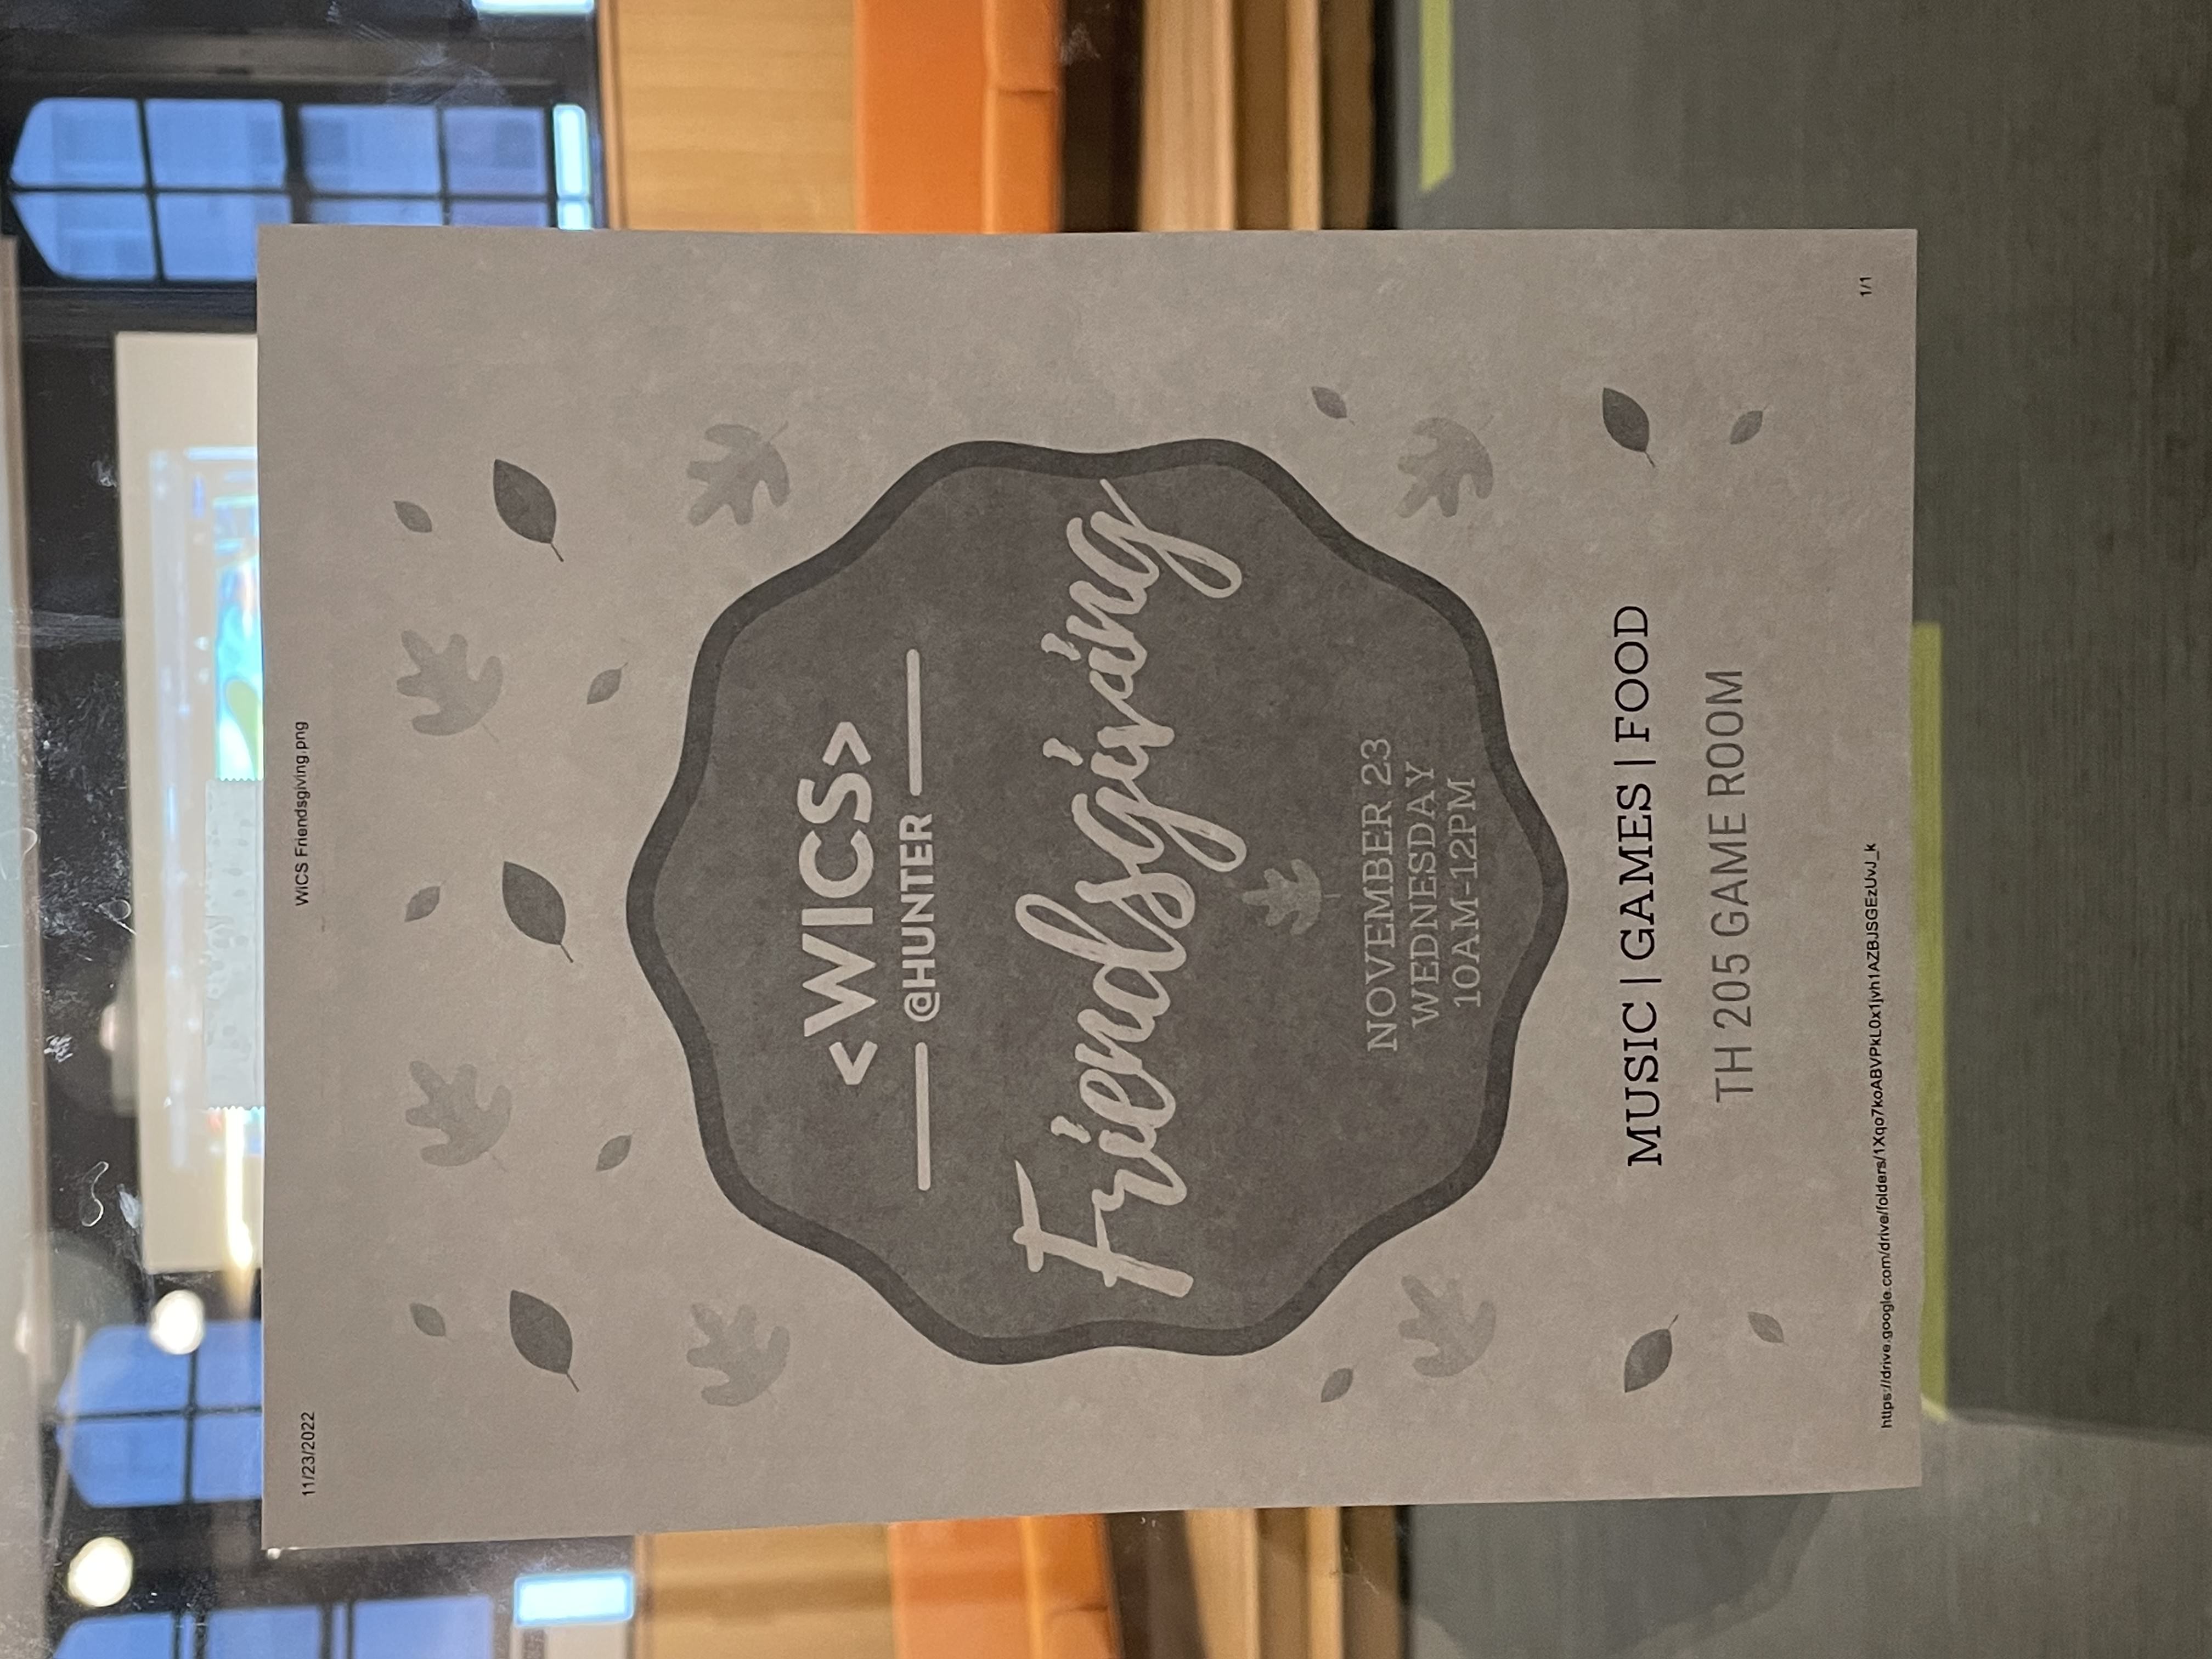 11/23/2022
WiCS Friendsgiving.png
<WICS>
@HUNTER
Friendsgiving
NOVEMBER 23
WEDNESDAY
10AM-12PM
MUSIC | GAMES | FOOD
TH 205 GAME ROOM
https://drive.google.com/drive/folders/1Xqo7koABVPkL0x1jvh1AZBJSGEzUvJ_k
1/1